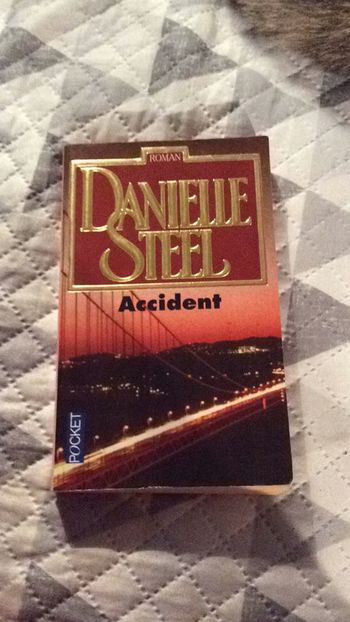 ROMAN
DANIELLE
STEEL
Accident
POCKET